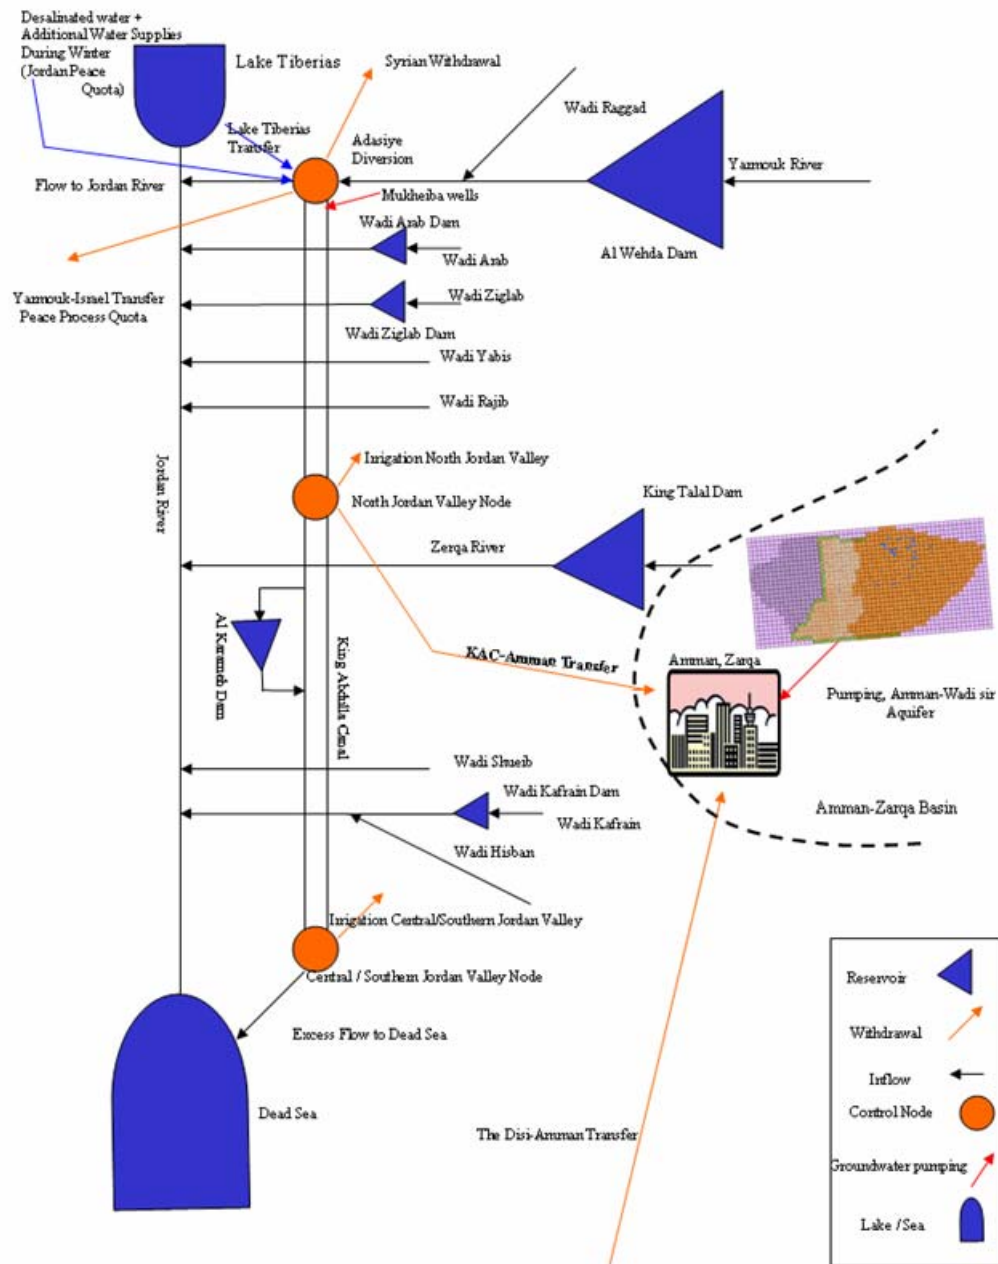 Desalinated water +
Additional Water Supplies
During Winter
(Jordan Peace
Quota)
Lake Tiberias
Syrian Withdrawal
Wadi Raggad
Lake Tiberias
Transfer
Adasiye
Diversion
Yarmouk River
Flow to Jordan River
Mukheiba wells
Wadi Arab Dam
Wadi Arab
Al Wehda Dam
Yarmouk-Israel Transfer
Peace Process Quota
Wadi Ziglab
Wadi Ziglab Dam
Wadi Yabis
Wadi Rajib
Jordan River
Irrigation North Jordan Valley
North Jordan Valley Node
King Talal Dam
Zerqa River
Al Karameh Dam
King Abdulla Canal
KAC-Amman Transfer
Amman, Zarqa
Pumping, Amman-Wadi sir
Aquifer
Wadi Shueib
Wadi Kafrain Dam
Wadi Kafrain
Amman-Zarqa Basin
Wadi Hisban
Irrigation Central/Southern Jordan Valley
Central / Southern Jordan Valley Node
Excess Flow to Dead Sea
Dead Sea
The Disi-Amman Transfer
Reservoir
Withdrawal
Inflow
Control Node
Groundwater pumping
Lake / Sea